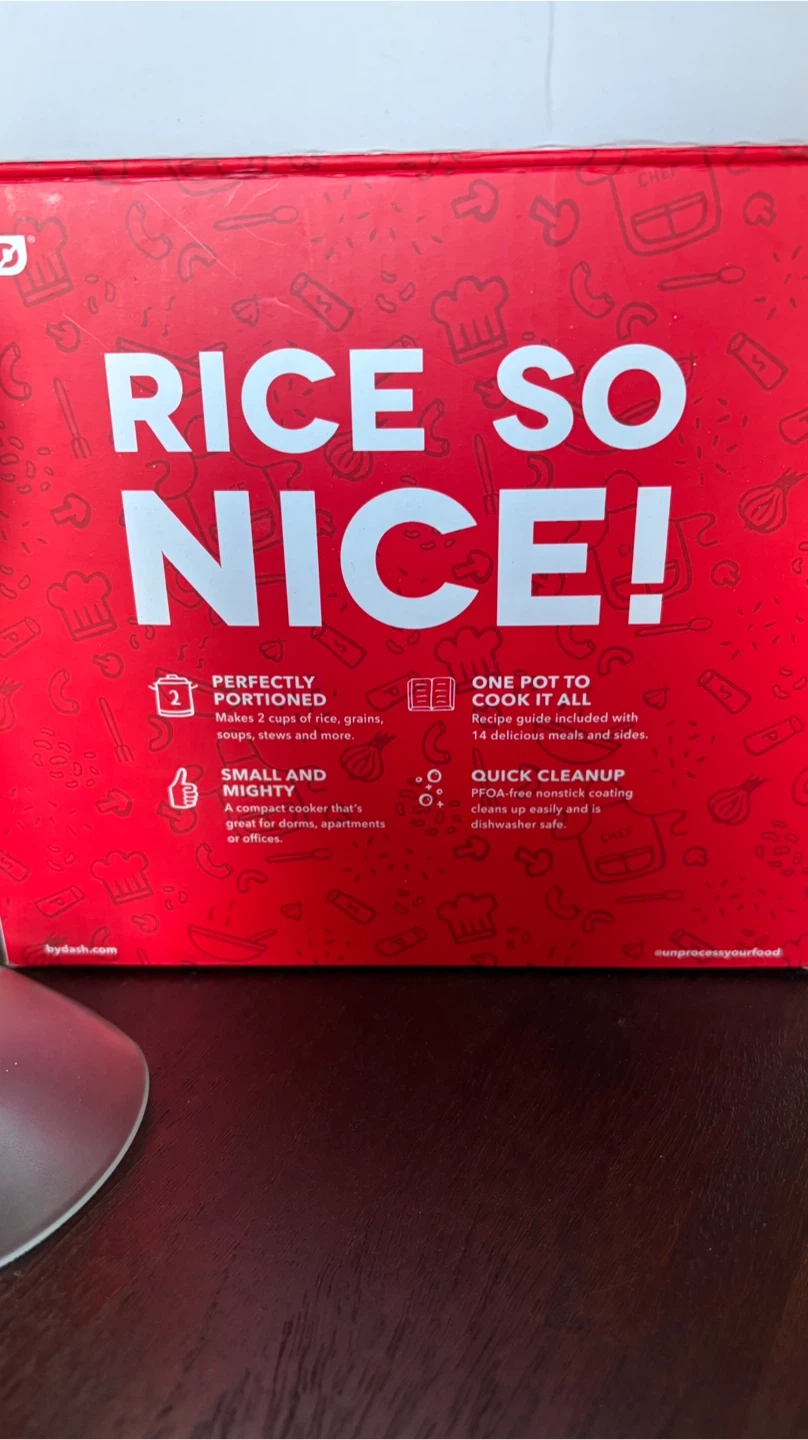 CHEF
RICE SO
NICE!
2
PERFECTLY
PORTIONED
Makes 2 cups of rice, grains,
soups, stews and more.
ONE POT TO
COOK IT ALL
Recipe guide included with
14 delicious meals and sides.
SMALL AND
MIGHTY
A compact cooker that's
great for dorms, apartments
or offices.
QUICK CLEANUP
PFOA-free nonstick coating
cleans up easily and is
dishwasher safe.
CHEF
bydash.com
@unprocessyourfood